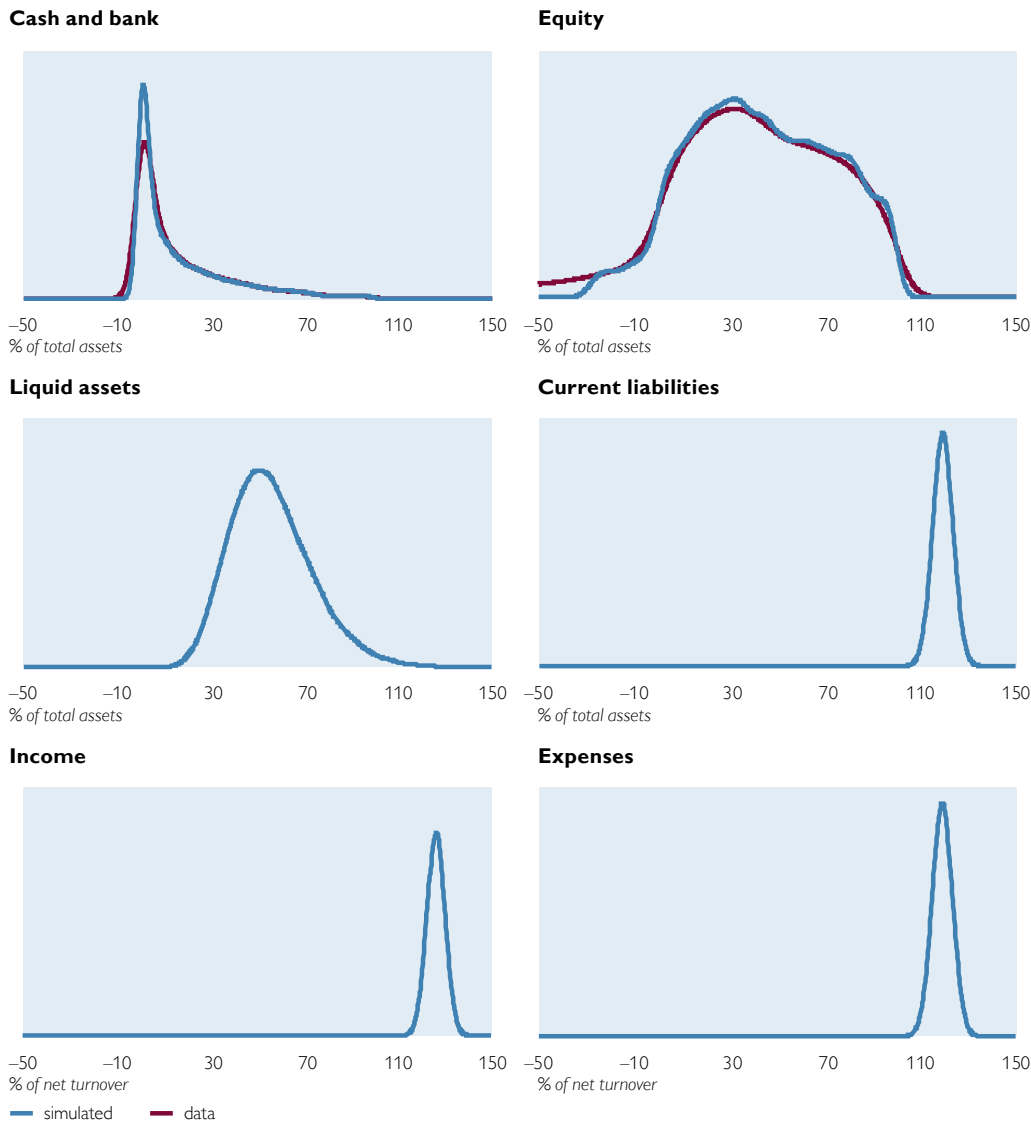 Cash and bank
Equity
–50 –10 30 70 110 150
% of total assets
–50 –10 30 70 110 150
% of total assets
Liquid assets
Current liabilities
–50 –10 30 70 110 150
% of total assets
–50 –10 30 70 110 150
% of total assets
Income
Expenses
–50 –10 30 70 110 150
% of net turnover
–50 –10 30 70 110 150
% of net turnover
simulated data